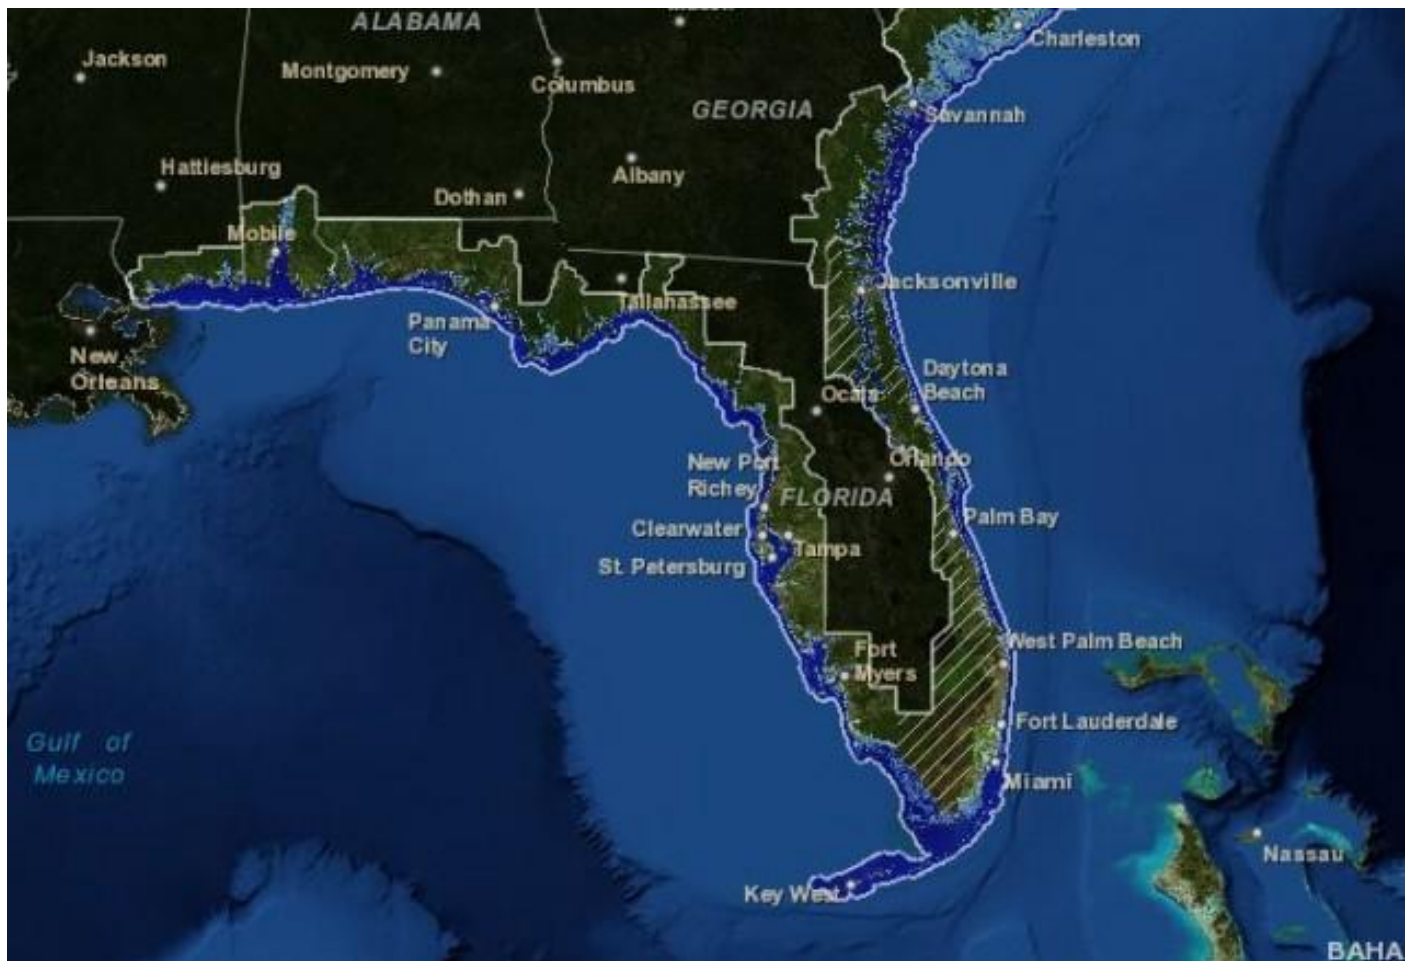 ALABAMA
Charleston
Jackson
Montgomery
Columbus
GEORGIA
Savannah
Hattiesburg
Albany
Dothan
Mobile
Jacksonville
Tallahassee
Panama
City
New
Orleans
Daytona
Beach
Ocala
New Port
Richey
Orlando
FLORIDA
Palm Bay
Clearwater
Tampa
St. Petersburg
West Palm Beach
Fort
Myers
Fort Lauderdale
Gulf of
Mexico
Miami
Nassau
Key West
BAHA